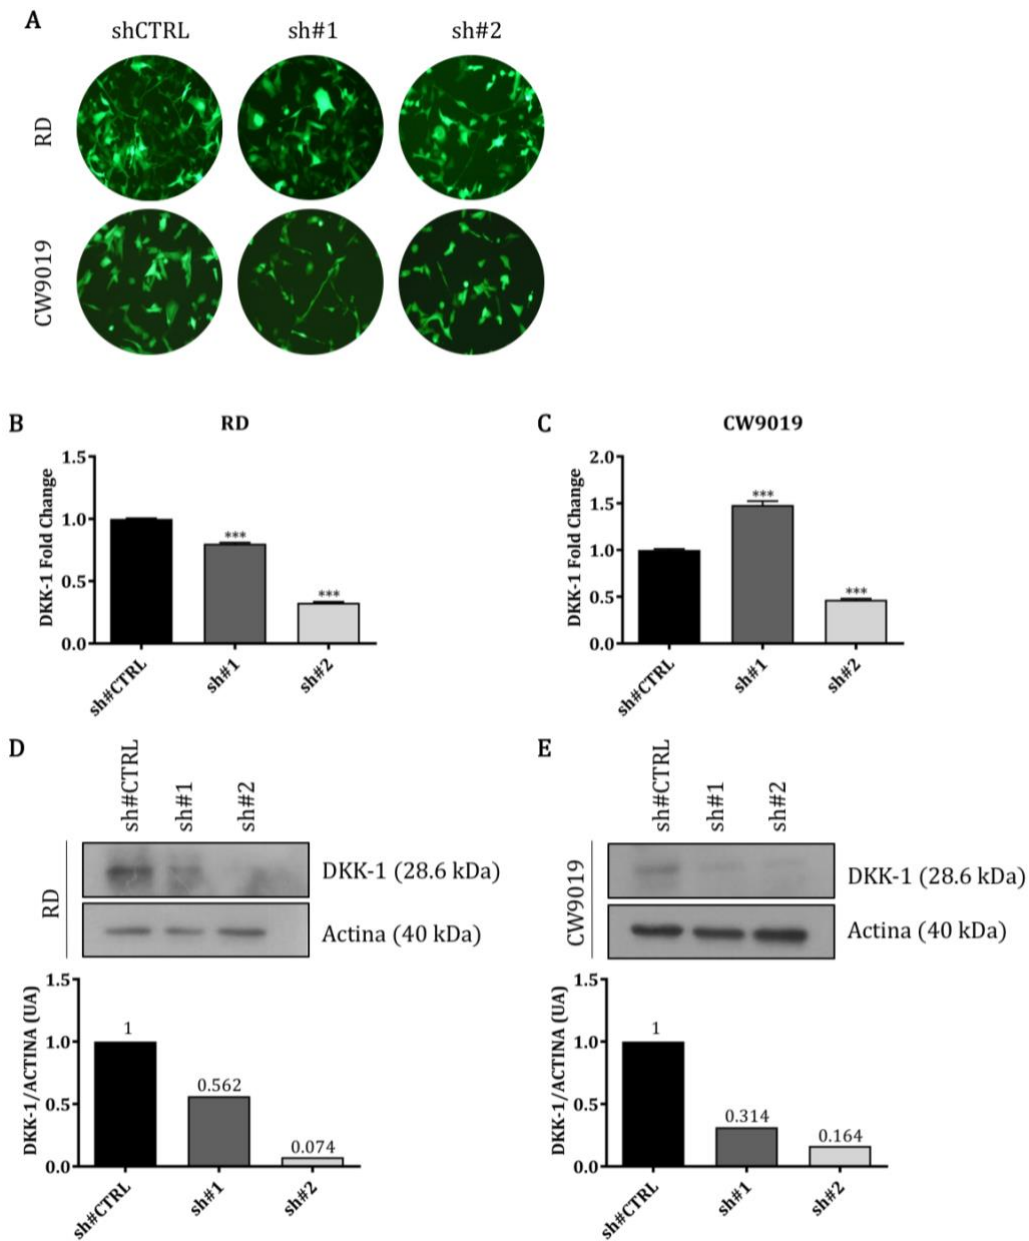 A
shCTRL sh#1 sh#2
RD
CW9019
B
RD
DKK-1 Fold Change
1.5
1.0
0.5
0.0
***
***
sh#CTRL sh#1 sh#2
C
CW9019
DKK-1 Fold Change
2.0
1.5
1.0
0.5
0.0
***
***
sh#CTRL sh#1 sh#2
D
sh#CTRL sh#1 sh#2
RD
DKK-1 (28.6 kDa)
Actina (40 kDa)
DKK-1/ACTINA (UA)
1.5
1.0
0.5
0.0
1
0.562
0.074
sh#CTRL sh#1 sh#2
E
sh#CTRL sh#1 sh#2
CW9019
DKK-1 (28.6 kDa)
Actina (40 kDa)
DKK-1/ACTINA (UA)
1.5
1.0
0.5
0.0
1
0.314
0.164
sh#CTRL sh#1 sh#2